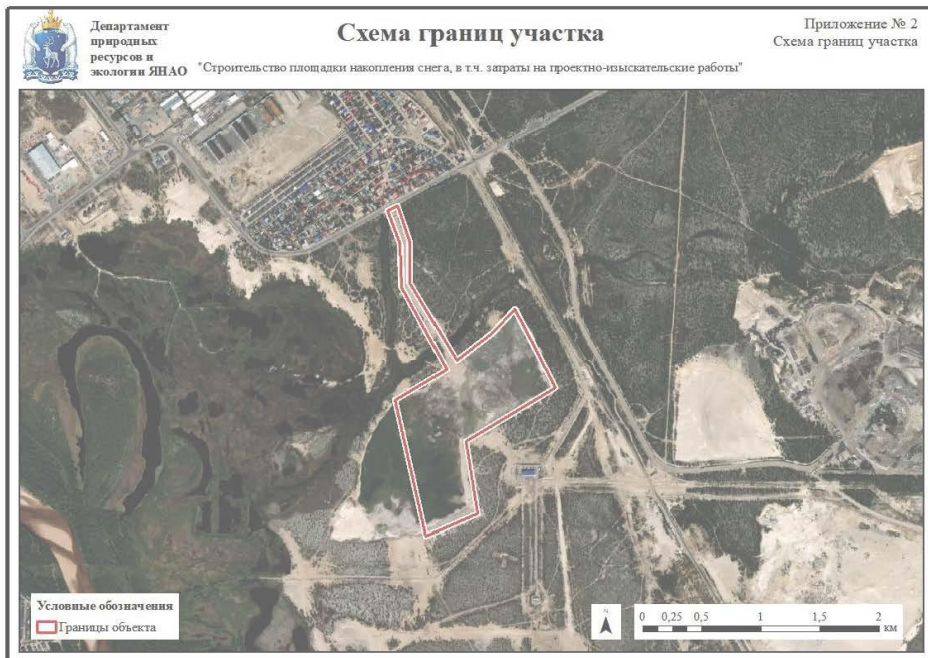 Департамент
природных
ресурсов и
экологии ЯНАО
Схема границ участка
"Строительство площадки накопления снега, в т.ч. затраты на проектно-изыскательские работы"
Приложение № 2
Схема границ участка
Условные обозначения
Границы объекта
N
0 0,25 0,5 1 1,5 2
км